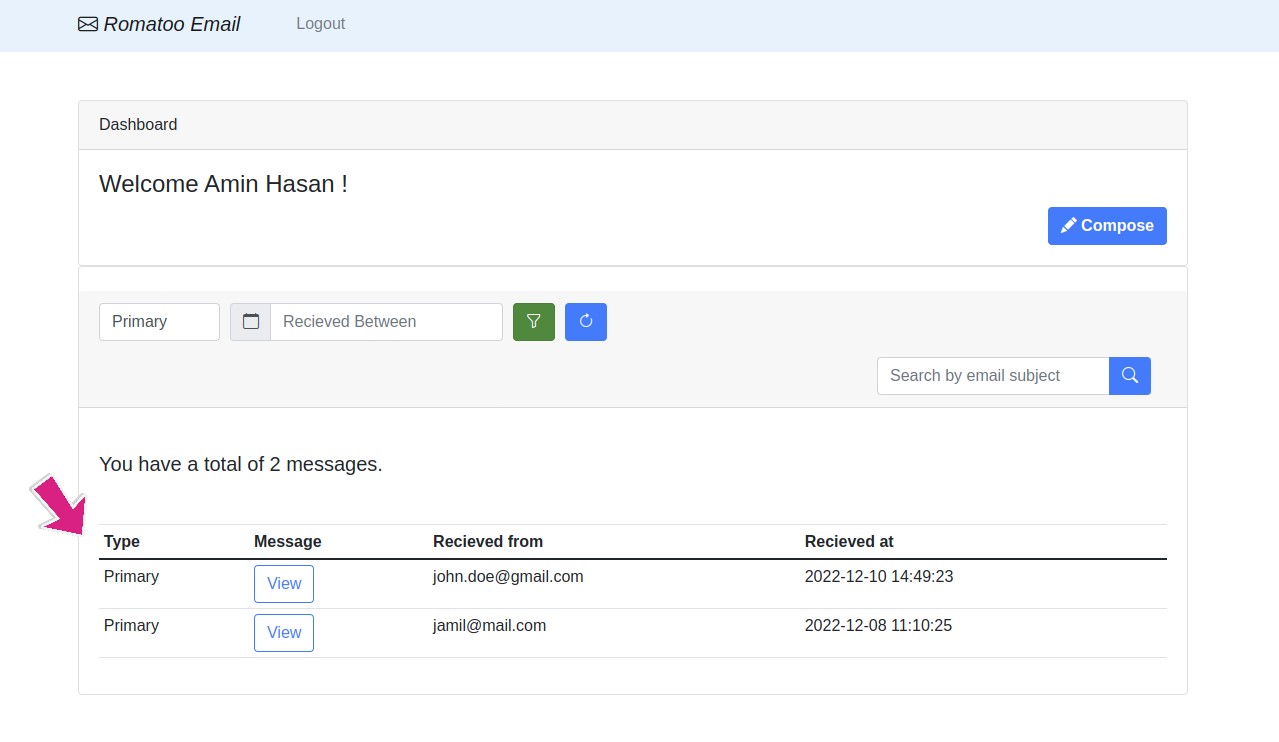 Romatoo Email Logout
Dashboard
Welcome Amin Hasan !
Compose
Primary Recieved Between
Search by email subject
You have a total of 2 messages.
Type Message Recieved from Recieved at
Primary View john.doe@gmail.com 2022-12-10 14:49:23
Primary View jamil@mail.com 2022-12-08 11:10:25